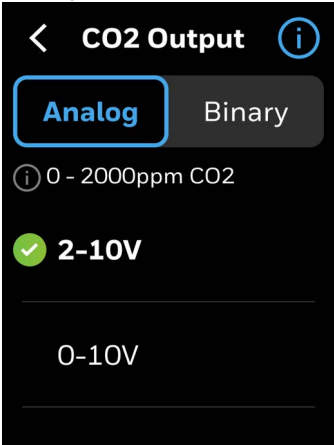 CO2 Output
Analog Binary
0 - 2000ppm CO2
2-10V
0-10V